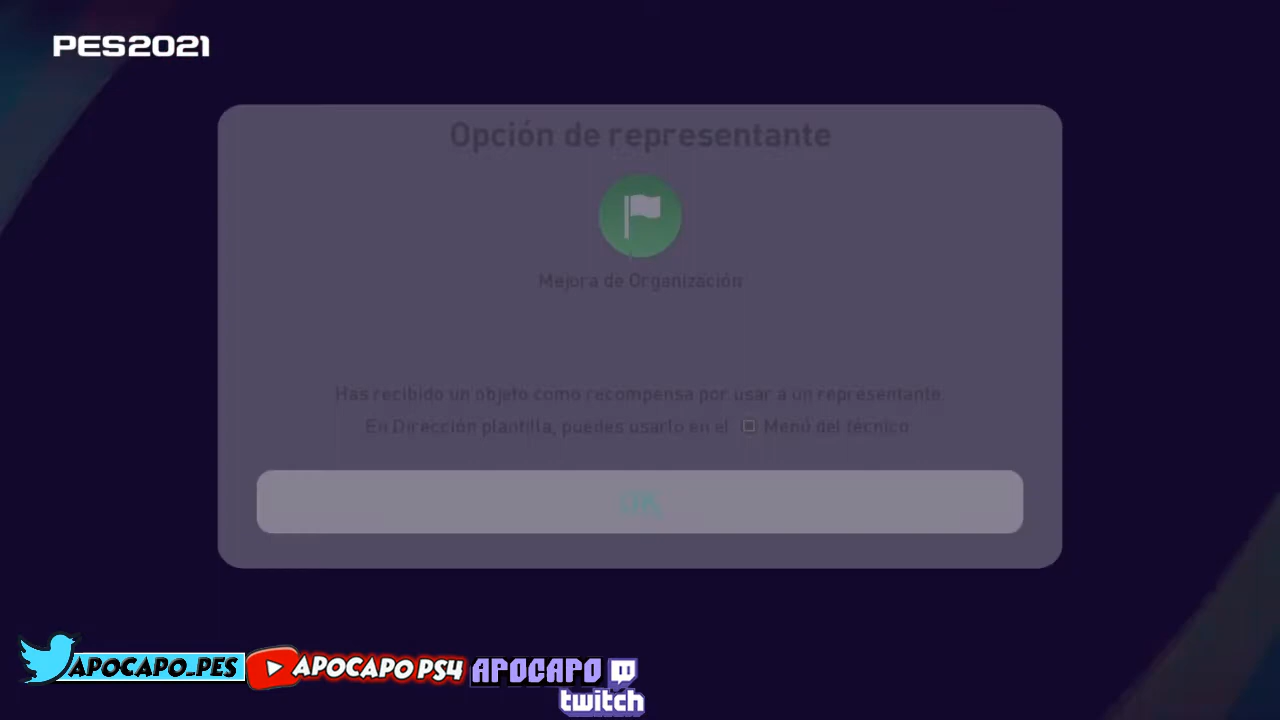 PES2021
Opción de representante
Mejora de Organización
Has recibido un objeto como recompensa por usar a un representante.
En Dirección plantilla, puedes usarlo en el Menú del técnico
OK
APOCAPO_PES APOCAPO PS4 APOCAPO
twitch